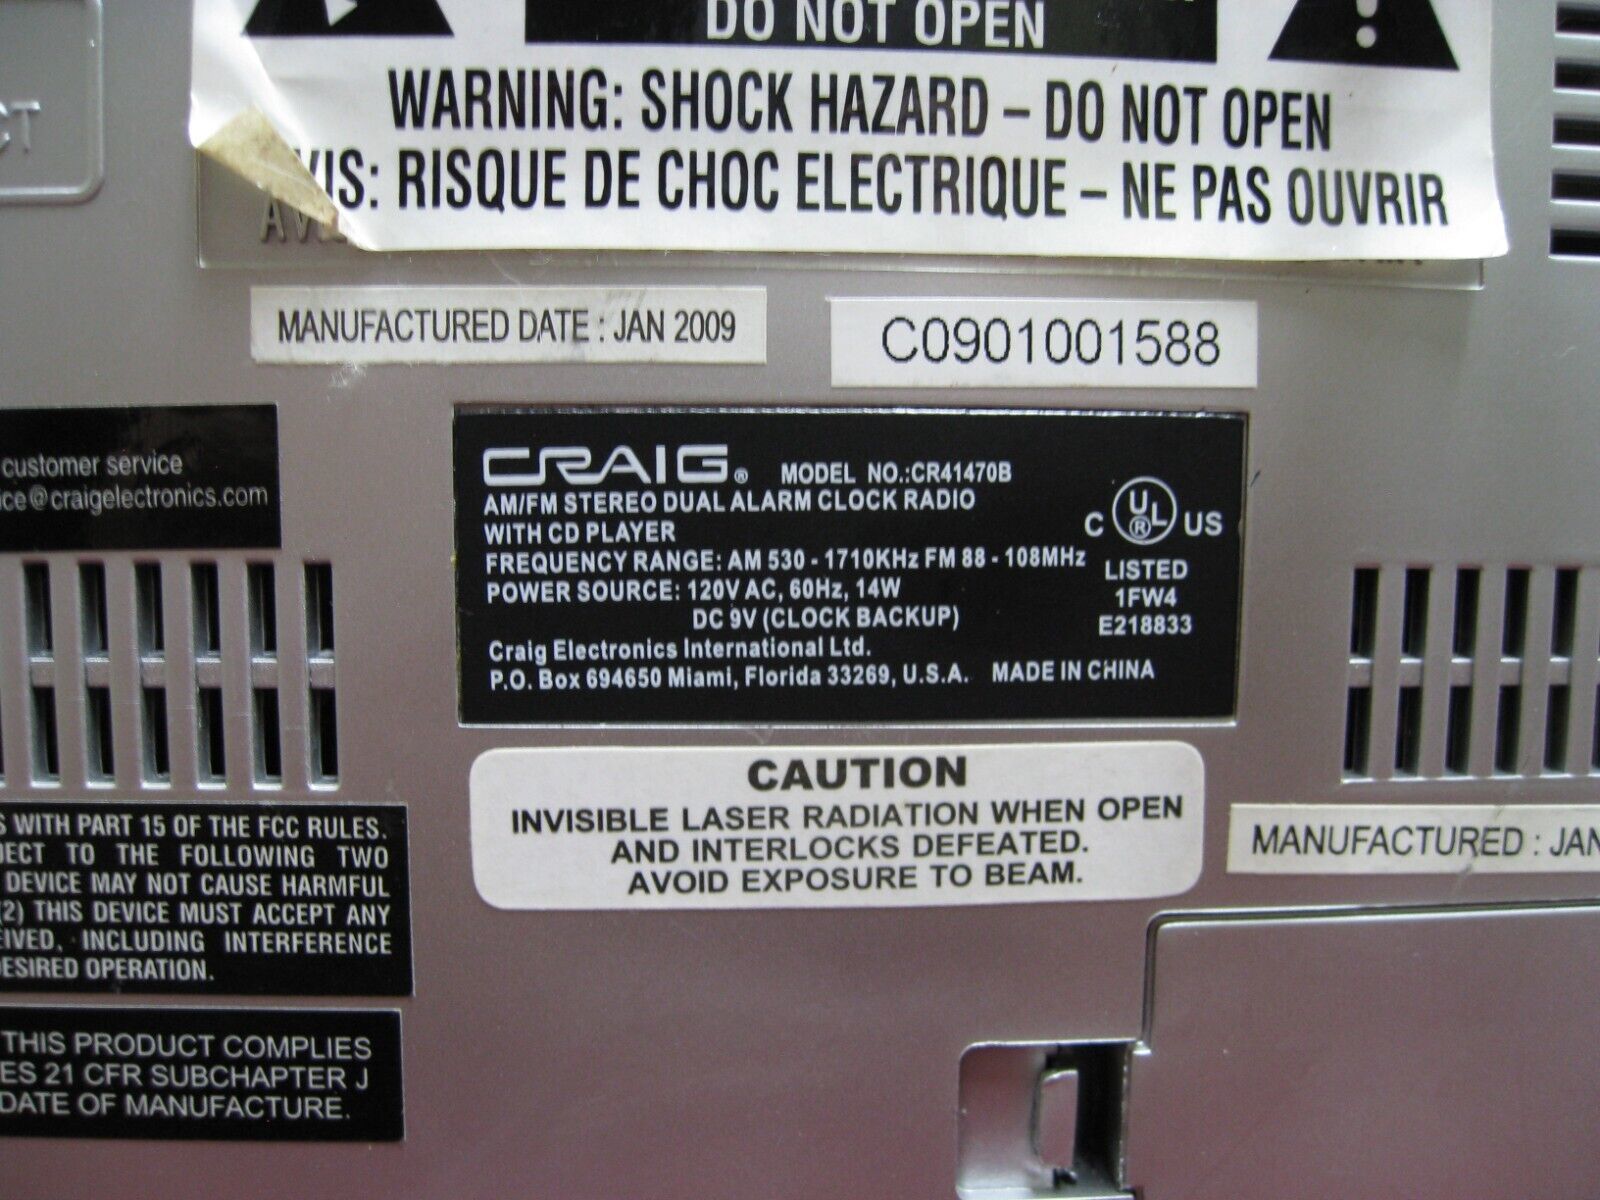 DO NOT OPEN
WARNING: SHOCK HAZARD – DO NOT OPEN
VIS: RISQUE DE CHOC ELECTRIQUE – NE PAS OUVRIR
MANUFACTURED DATE : JAN 2009
C0901001588
customer service
ice@craigelectronics.com
CRAIG® MODEL NO.:CR41470B
AM/FM STEREO DUAL ALARM CLOCK RADIO
WITH CD PLAYER
FREQUENCY RANGE: AM 530 - 1710KHz FM 88 - 108MHz
POWER SOURCE: 120V AC, 60Hz, 14W
DC 9V (CLOCK BACKUP)
Craig Electronics International Ltd.
P.O. Box 694650 Miami, Florida 33269, U.S.A. MADE IN CHINA
C UL® US
LISTED
1FW4
E218833
CAUTION
INVISIBLE LASER RADIATION WHEN OPEN
AND INTERLOCKS DEFEATED.
AVOID EXPOSURE TO BEAM.
MANUFACTURED : JAN
S WITH PART 15 OF THE FCC RULES.
JECT TO THE FOLLOWING TWO
DEVICE MAY NOT CAUSE HARMFUL
(2) THIS DEVICE MUST ACCEPT ANY
EIVED, INCLUDING INTERFERENCE
DESIRED OPERATION.
THIS PRODUCT COMPLIES
ES 21 CFR SUBCHAPTER J
DATE OF MANUFACTURE.